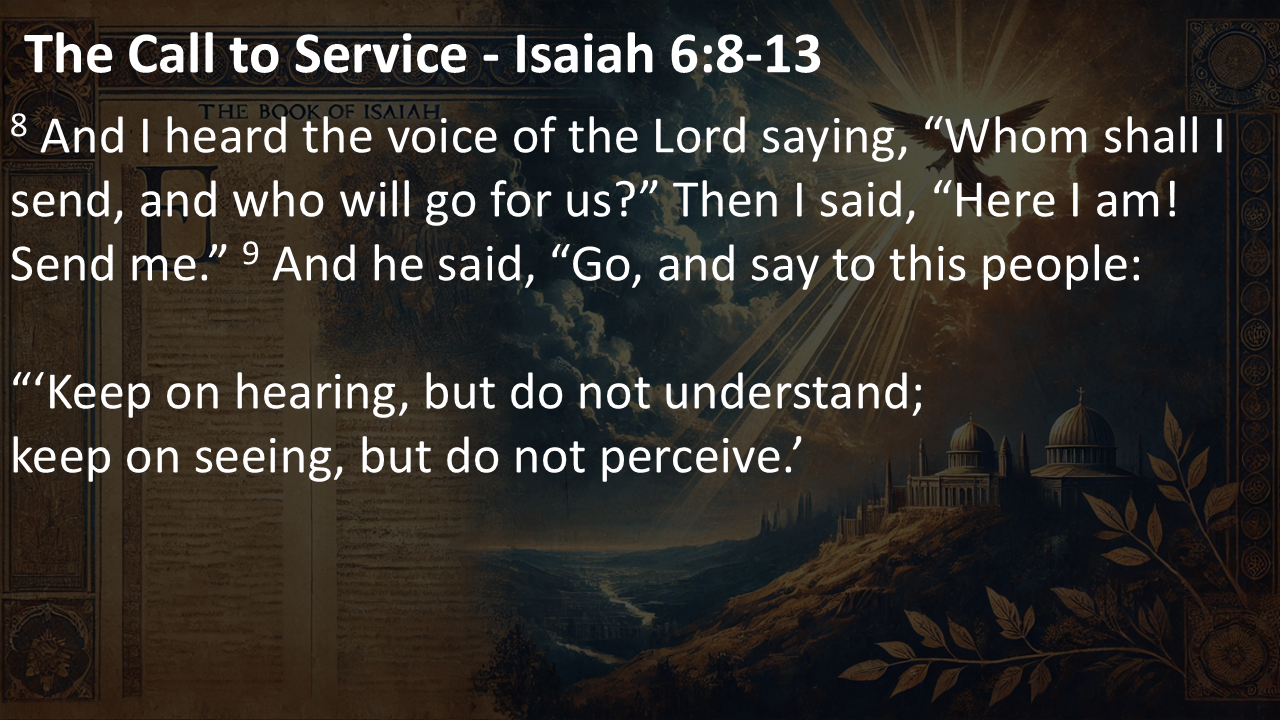 The Call to Service - Isaiah 6:8-13
THE BOOK OF ISAIAH
8 And I heard the voice of the Lord saying, “Whom shall I
send, and who will go for us?” Then I said, “Here I am!
Send me.” 9 And he said, “Go, and say to this people:
“‘Keep on hearing, but do not understand;
keep on seeing, but do not perceive.’